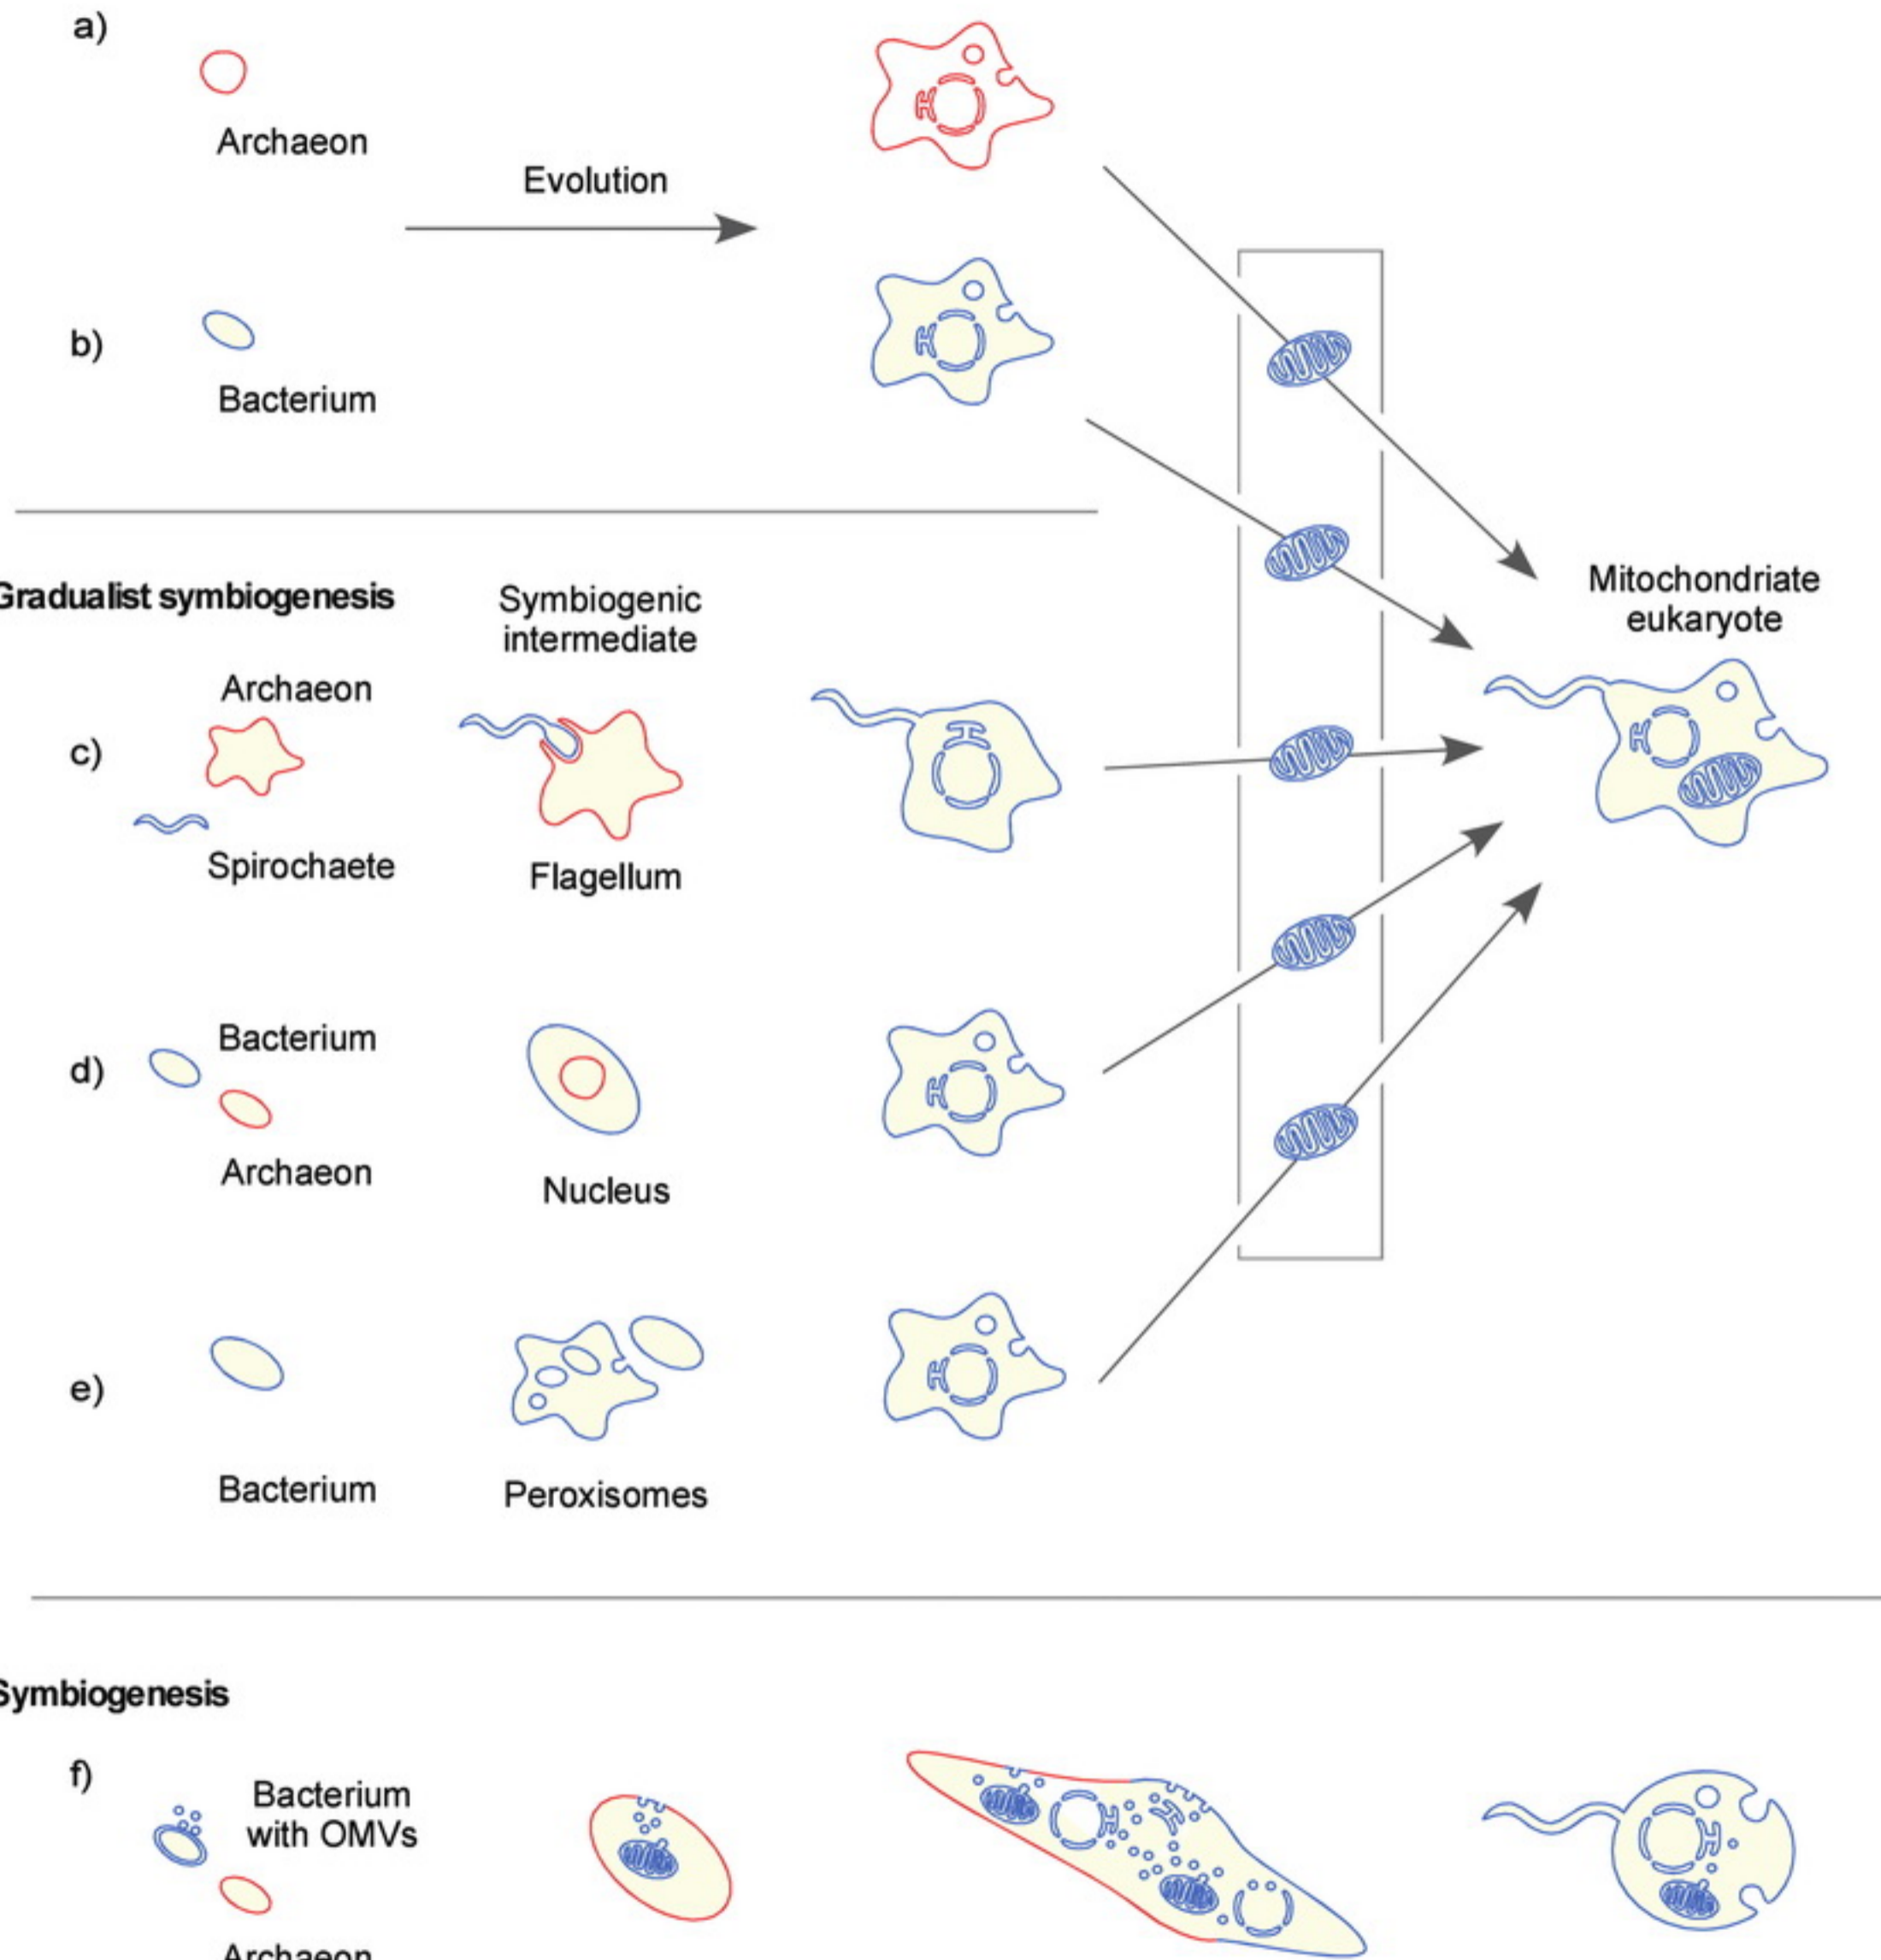 a)
Archaeon
Evolution
b)
Bacterium
Gradualist symbiogenesis
Symbiogenic
intermediate
Mitochondriate
eukaryote
Archaeon
c)
Spirochaete
Flagellum
Bacterium
d)
Archaeon
Nucleus
e)
Bacterium
Peroxisomes
Symbiogenesis
f)
Bacterium
with OMVs
Archaeon